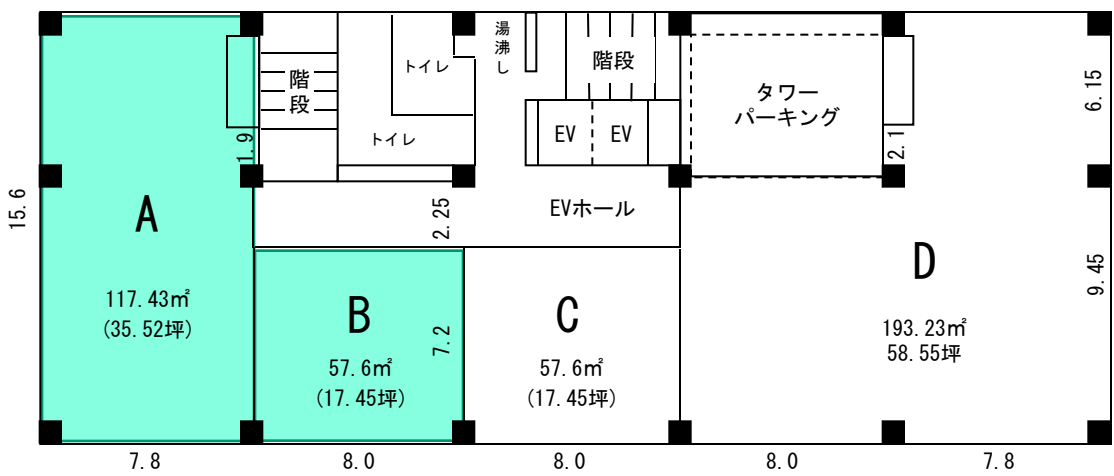 湯沸し
階段
トイレ
階段
タワー
パーキング
6.15
トイレ
EV
EV
1.9
2.1
15.6
A
2.25
EVホール
D
9.45
117.43㎡
(35.52坪)
B
C
7.2
193.23㎡
58.55坪
57.6㎡
(17.45坪)
57.6㎡
(17.45坪)
7.8
8.0
8.0
8.0
7.8